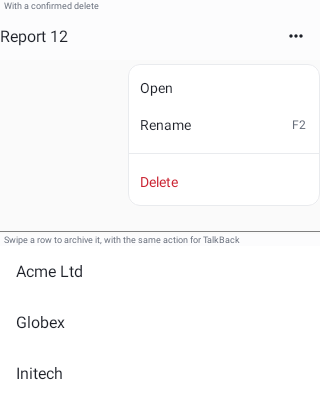 With a confirmed delete
Report 12
Open
Rename F2
Delete
Swipe a row to archive it, with the same action for TalkBack
Acme Ltd
Globex
Initech